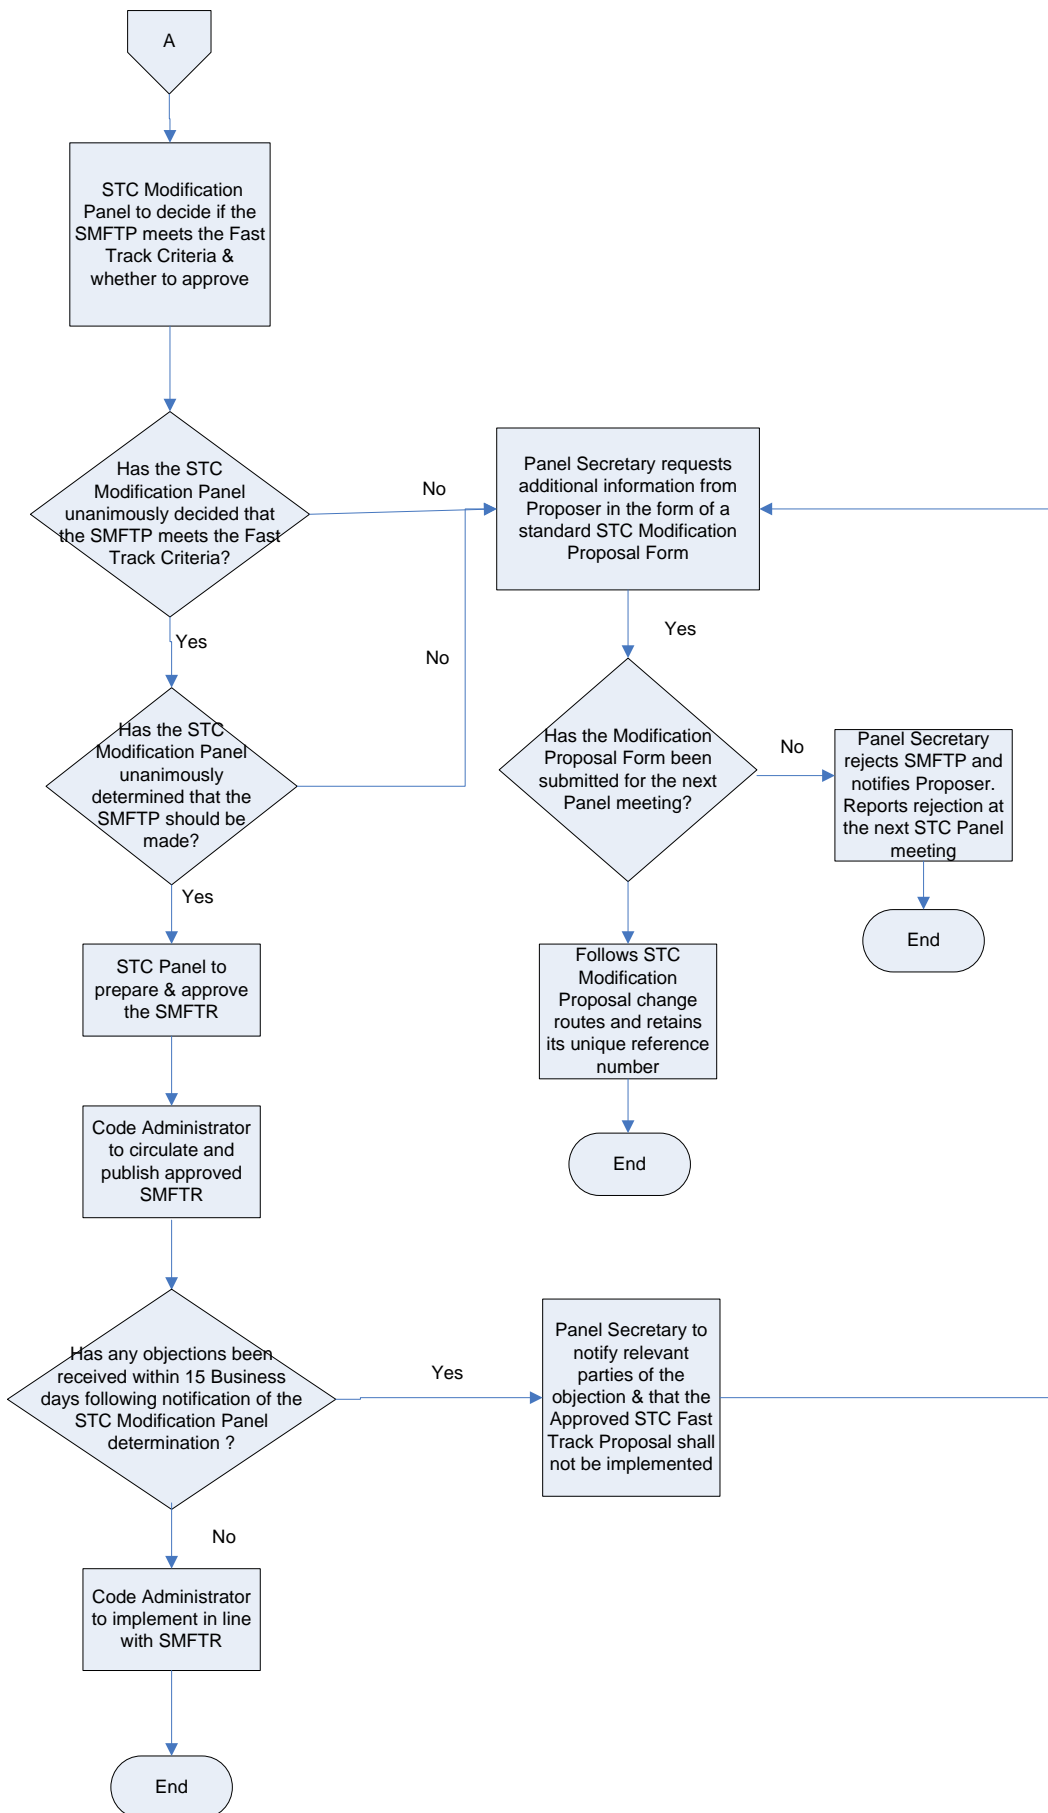 A
STC Modification
Panel to decide if the
SMFTP meets the Fast
Track Criteria &
whether to approve
Has the STC
Modification Panel
unanimously decided that
the SMFTP meets the Fast
Track Criteria?
No
Panel Secretary requests
additional information from
Proposer in the form of a
standard STC Modification
Proposal Form
Yes
No
Yes
Has the STC
Modification Panel
unanimously
determined that the
SMFTP should be
made?
Has the Modification
Proposal Form been
submitted for the next
Panel meeting?
No
Panel Secretary
rejects SMFTP and
notifies Proposer.
Reports rejection at
the next STC Panel
meeting
Yes
End
STC Panel to
prepare & approve
the SMFTR
Follows STC
Modification
Proposal change
routes and retains
its unique reference
number
Code Administrator
to circulate and
publish approved
SMFTR
End
Has any objections been
received within 15 Business
days following notification of the
STC Modification Panel
determination ?
Yes
Panel Secretary to
notify relevant
parties of the
objection & that the
Approved STC Fast
Track Proposal shall
not be implemented
No
Code Administrator
to implement in line
with SMFTR
End